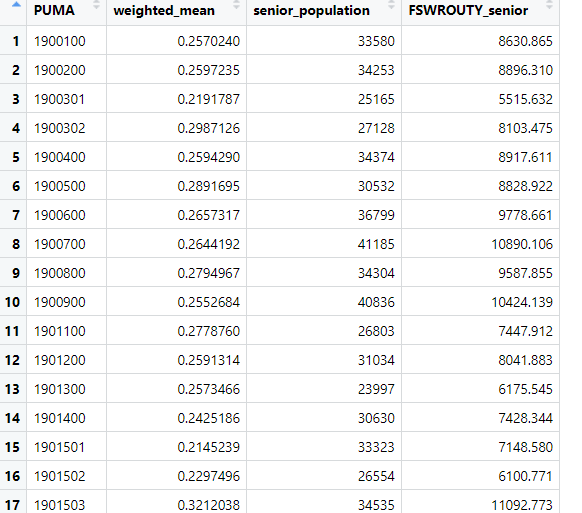 PUMA weighted_mean senior_population FSWROUTY_senior
1 1900100 0.2570240 33580 8630.865
2 1900200 0.2597235 34253 8896.310
3 1900301 0.2191787 25165 5515.632
4 1900302 0.2987126 27128 8103.475
5 1900400 0.2594290 34374 8917.611
6 1900500 0.2891695 30532 8828.922
7 1900600 0.2657317 36799 9778.661
8 1900700 0.2644192 41185 10890.106
9 1900800 0.2794967 34304 9587.855
10 1900900 0.2552684 40836 10424.139
11 1901100 0.2778760 26803 7447.912
12 1901200 0.2591314 31034 8041.883
13 1901300 0.2573466 23997 6175.545
14 1901400 0.2425186 30630 7428.344
15 1901501 0.2145239 33323 7148.580
16 1901502 0.2297496 26554 6100.771
17 1901503 0.3212038 34535 11092.773